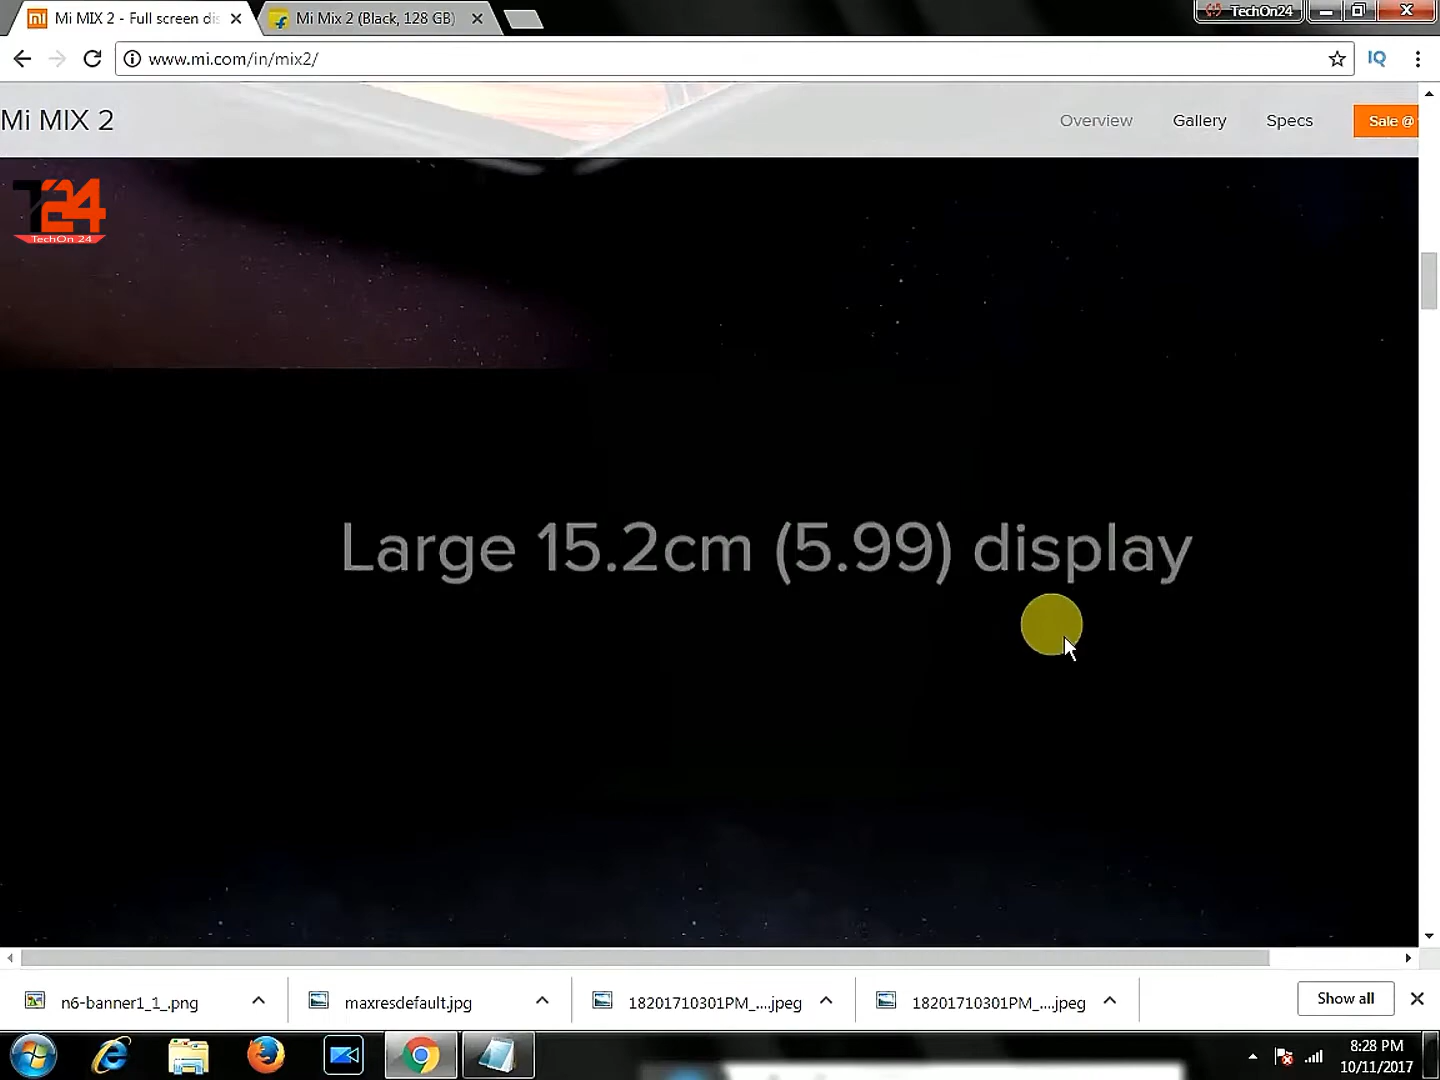 Mi MIX 2 - Full screen dis
Mi Mix 2 (Black, 128 GB)
TechOn24
www.mi.com/in/mix2/
IQ
Mi MIX 2
Overview
Gallery
Specs
Sale @
T24
TechOn 24
Large 15.2cm (5.99) display
n6-banner1_1_.png
maxresdefault.jpg
18201710301PM_....jpeg
18201710301PM_....jpeg
Show all
8:28 PM
10/11/2017